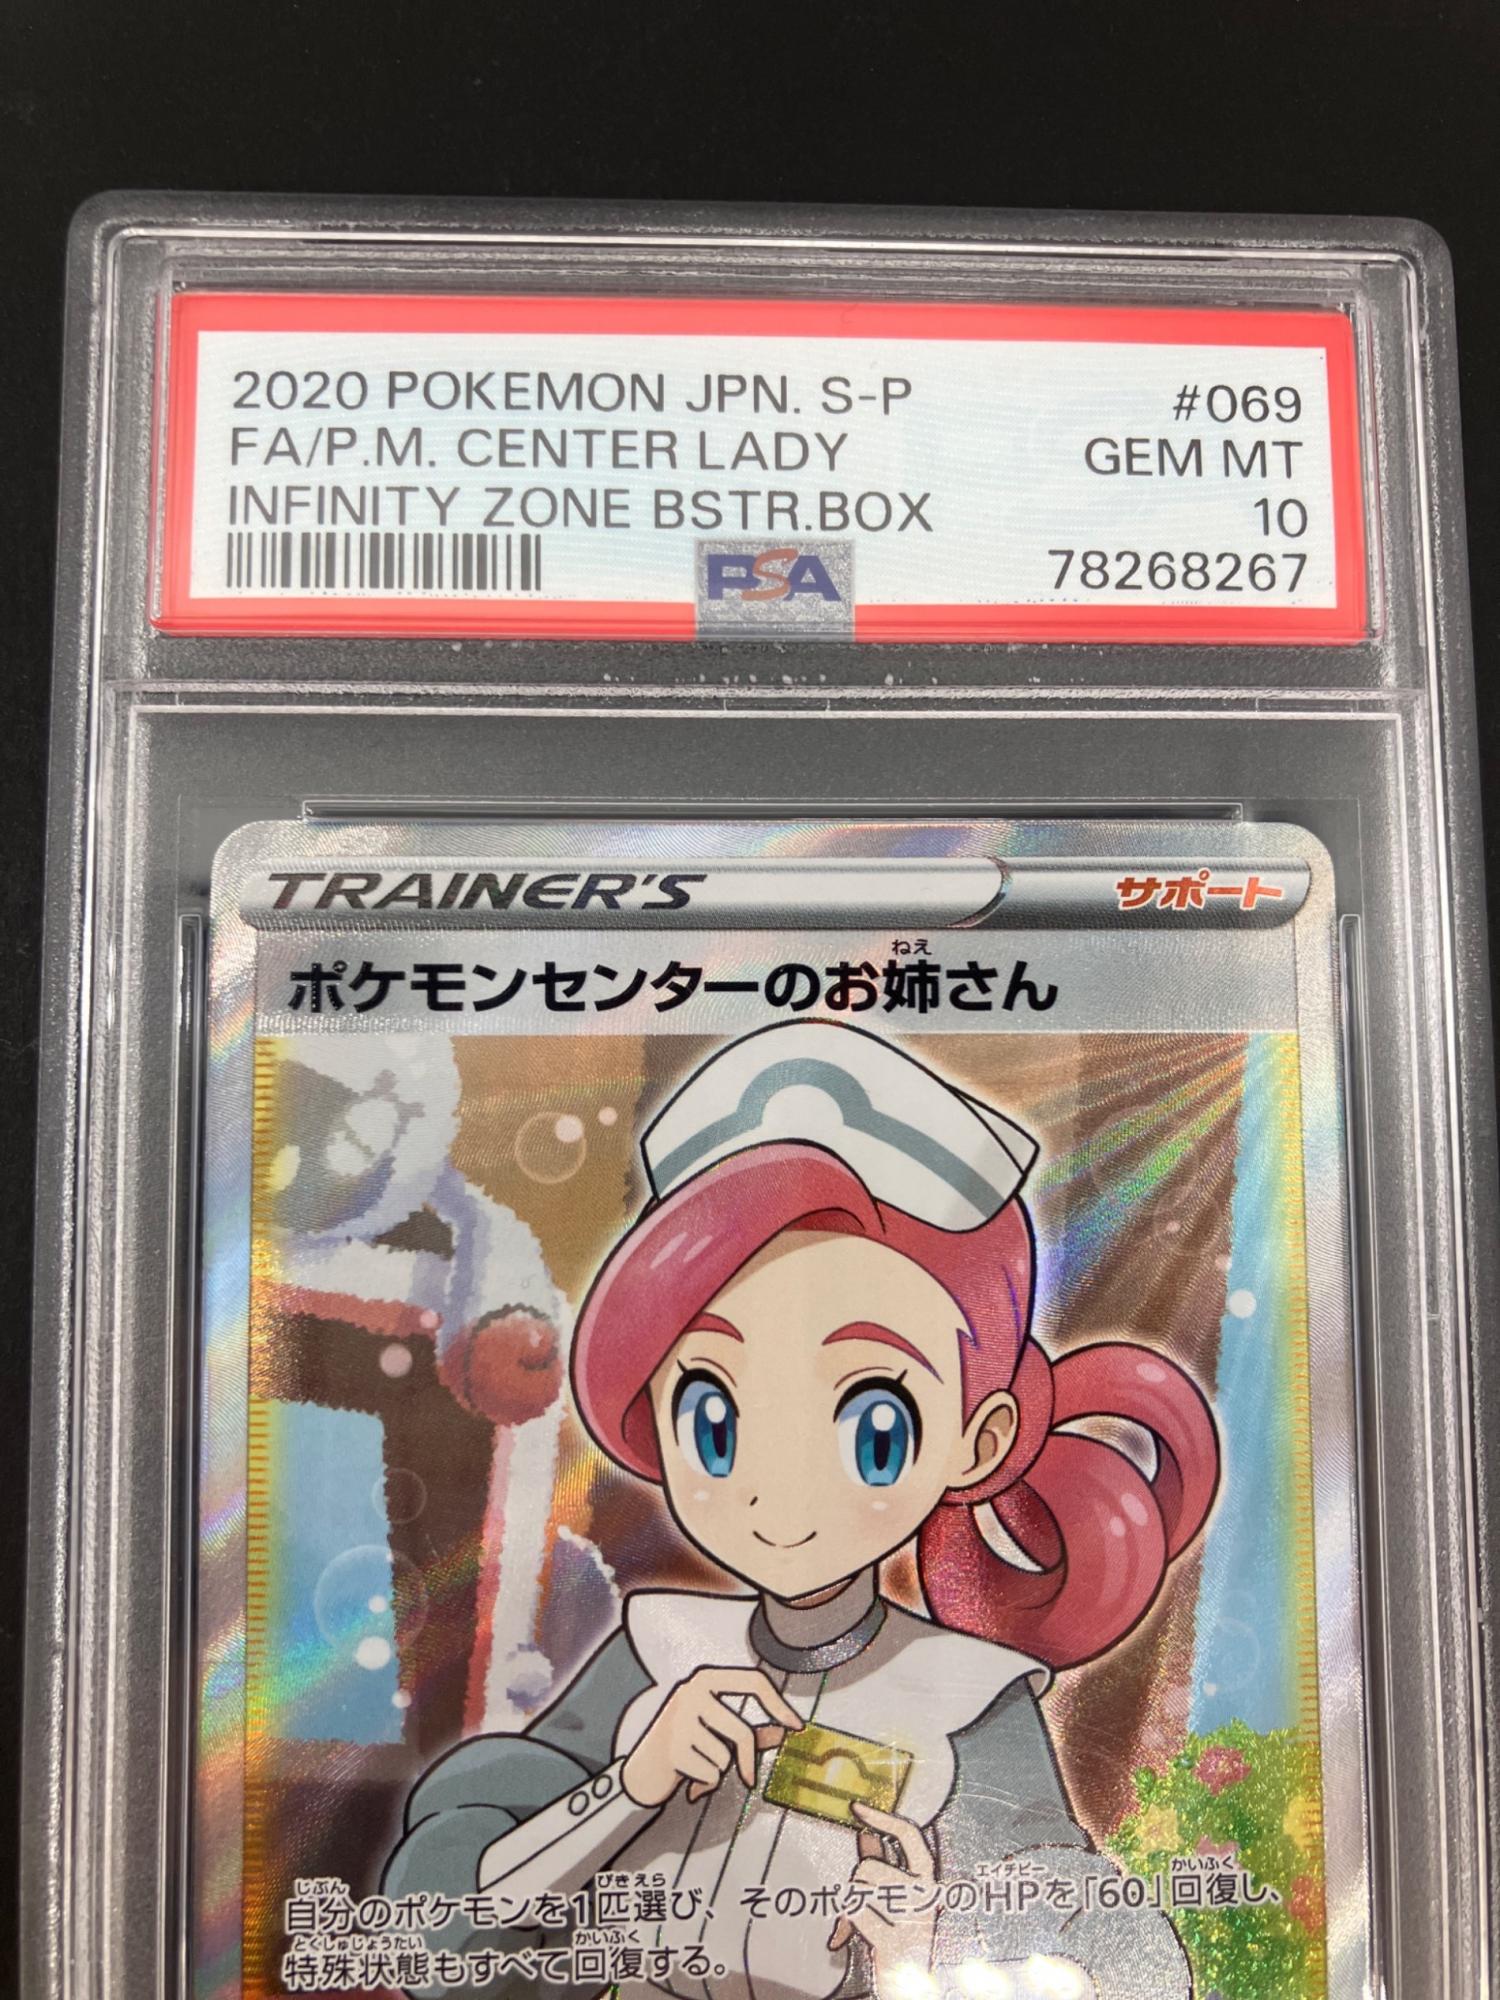 2020 POKEMON JPN. S-P #069
FA/P.M. CENTER LADY GEM MT
INFINITY ZONE BSTR.BOX 10
PSA 78268267
TRAINER'S サポート
ねえ
ポケモンセンターのお姉さん
じぶん びきえら エイチピー かいふく
自分のポケモンを1匹選び、そのポケモンのHPを「60」回復し、
とくしゅじょうたい かいふく
特殊状態もすべて回復する。